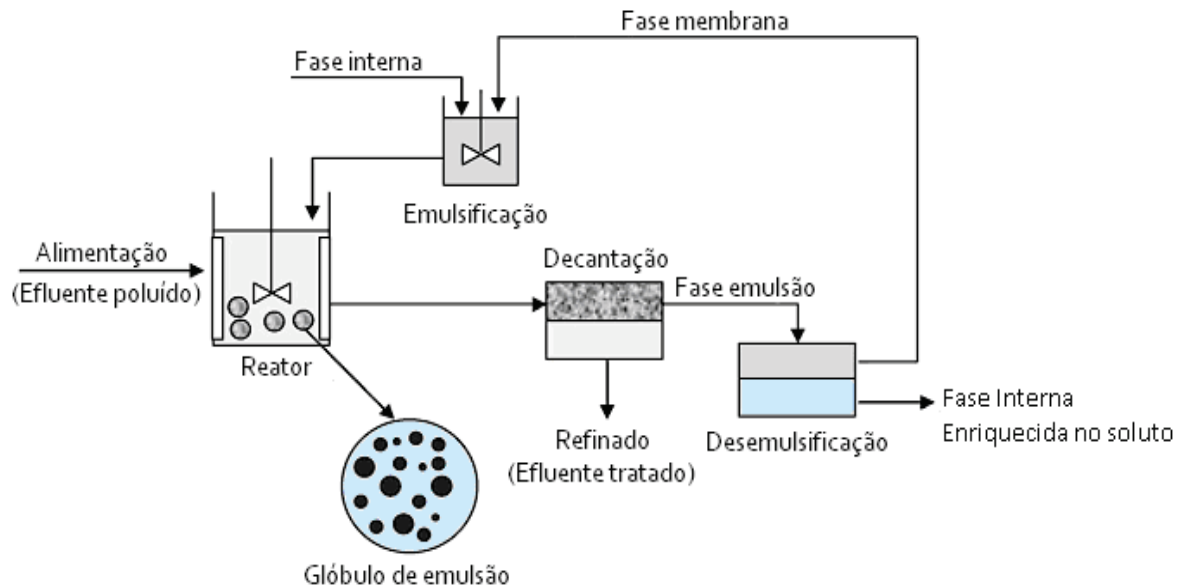 Fase membrana
Fase interna
Emulsificação
Alimentação
(Efluente poluído)
Decantação
Fase emulsão
Reator
Fase Interna
Enriquecida no soluto
Refinado
(Efluente tratado)
Desemulsificação
Glóbulo de emulsão